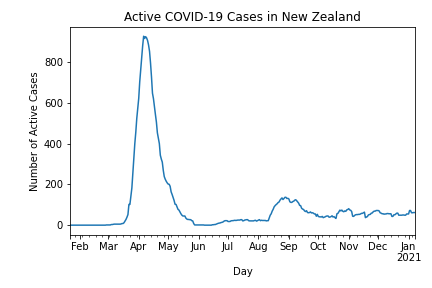 Active COVID-19 Cases in New Zealand
Number of Active Cases
800
600
400
200
0
Feb Mar Apr May Jun Jul Aug Sep Oct Nov Dec Jan
2021
Day